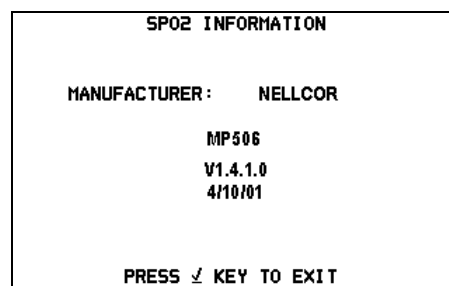 SPO2 INFORMATION
MANUFACTURER: NELLCOR
MP506
V1.4.1.0
4/10/01
PRESS √ KEY TO EXIT